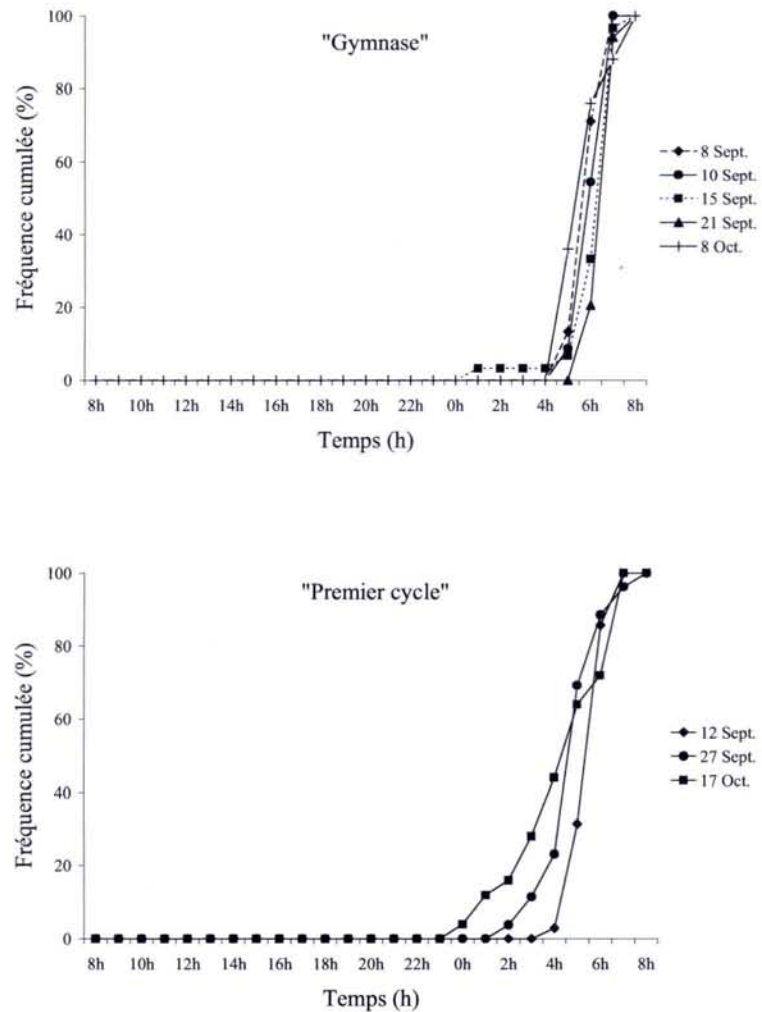 "Gymnase"
Fréquence cumulée (%)
100
80
60
40
20
0
8h 10h 12h 14h 16h 18h 20h 22h 0h 2h 4h 6h 8h
Temps (h)
8 Sept.
10 Sept.
15 Sept.
21 Sept.
8 Oct.
"Premier cycle"
Fréquence cumulée (%)
100
80
60
40
20
0
8h 10h 12h 14h 16h 18h 20h 22h 0h 2h 4h 6h 8h
Temps (h)
12 Sept.
27 Sept.
17 Oct.